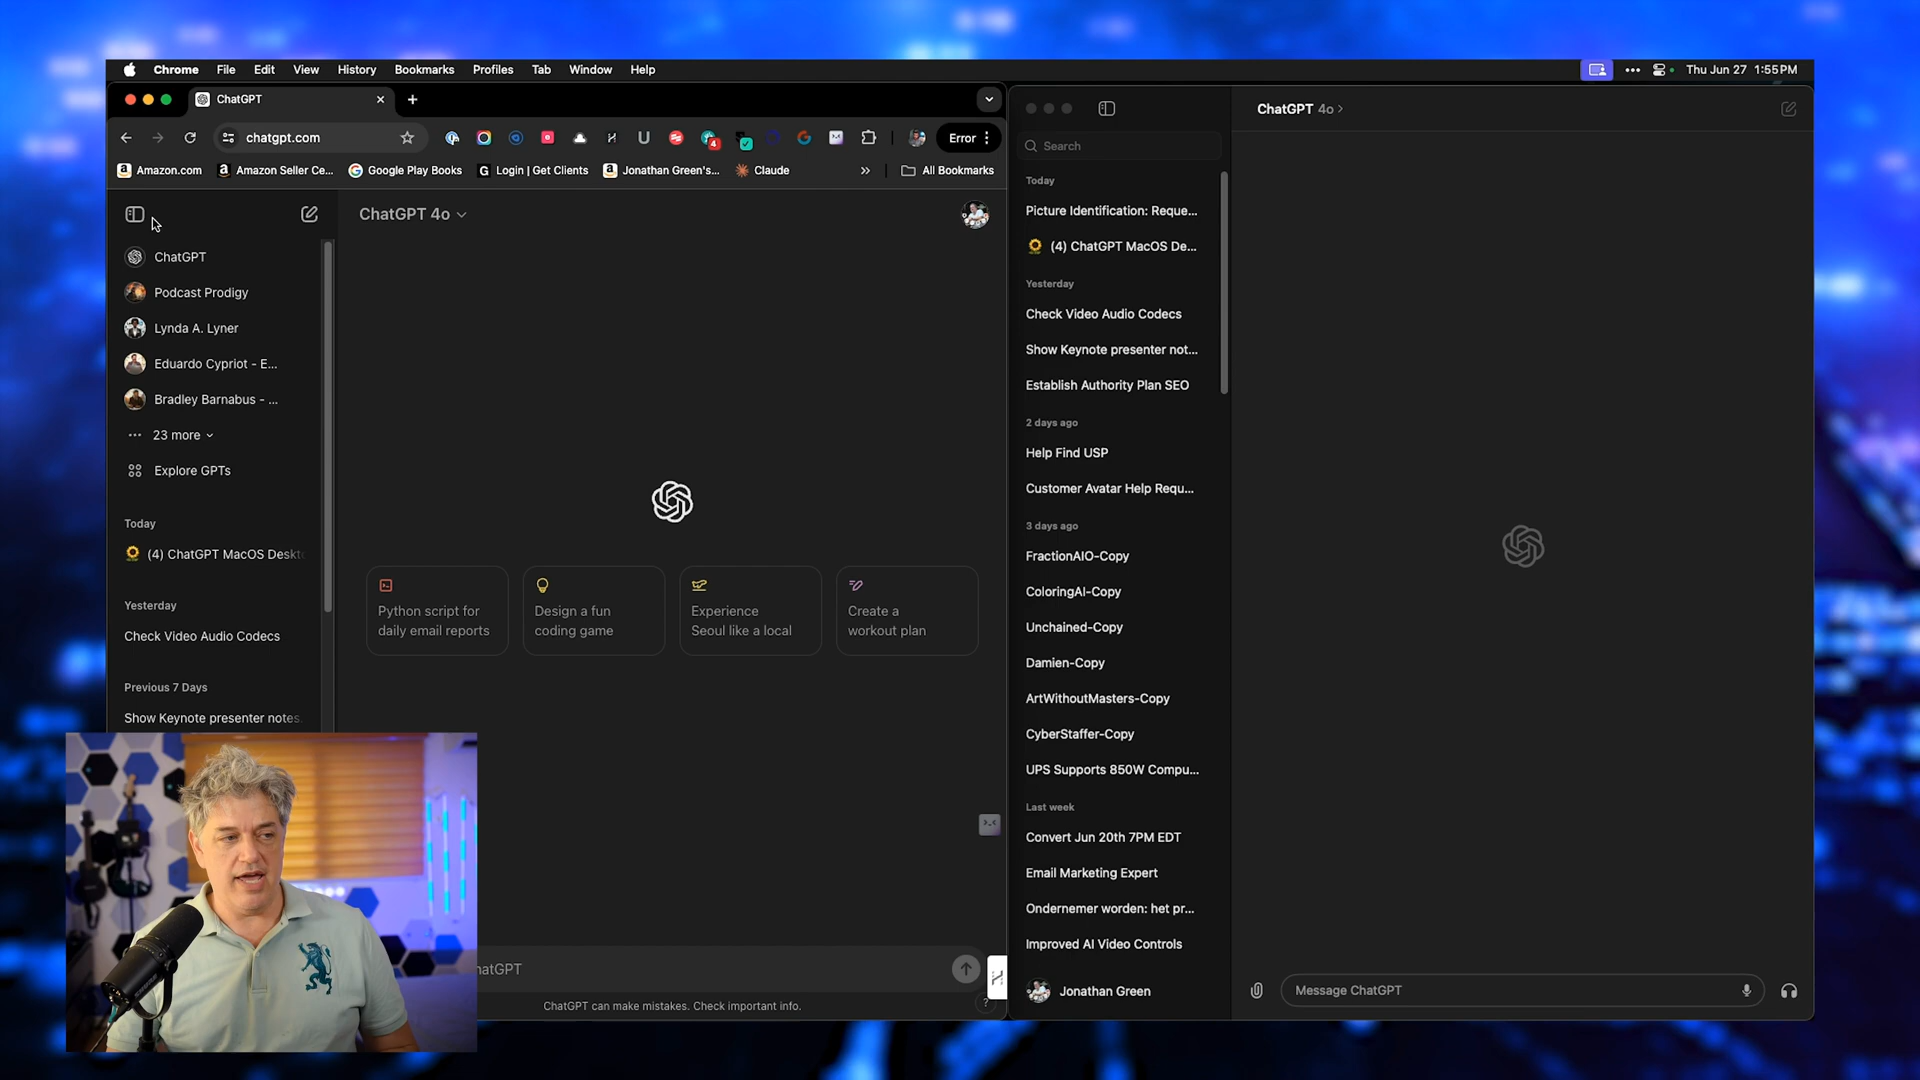 Chrome File Edit View History Bookmarks Profiles Tab Window Help
Thu Jun 27 1:55 PM
ChatGPT
chatgpt.com
4
Error
Amazon.com
Amazon Seller Ce...
Google Play Books
G Login | Get Clients
Jonathan Green's...
Claude
All Bookmarks
ChatGPT 4o
ChatGPT
Podcast Prodigy
Lynda A. Lyner
Eduardo Cypriot - E...
Bradley Barnabus - ...
23 more
Explore GPTs
Today
(4) ChatGPT MacOS Deskt
Yesterday
Check Video Audio Codecs
Previous 7 Days
Show Keynote presenter notes
Python script for
daily email reports
Design a fun
coding game
Experience
Seoul like a local
Create a
workout plan
hatGPT
ChatGPT can make mistakes. Check important info.
?
ChatGPT 4o >
Search
Today
Picture Identification: Reque...
(4) ChatGPT MacOS De...
Yesterday
Check Video Audio Codecs
Show Keynote presenter not...
Establish Authority Plan SEO
2 days ago
Help Find USP
Customer Avatar Help Requ...
3 days ago
FractionAIO-Copy
ColoringAI-Copy
Unchained-Copy
Damien-Copy
ArtWithoutMasters-Copy
CyberStaffer-Copy
UPS Supports 850W Compu...
Last week
Convert Jun 20th 7PM EDT
Email Marketing Expert
Ondernemer worden: het pr...
Improved AI Video Controls
Jonathan Green
Message ChatGPT